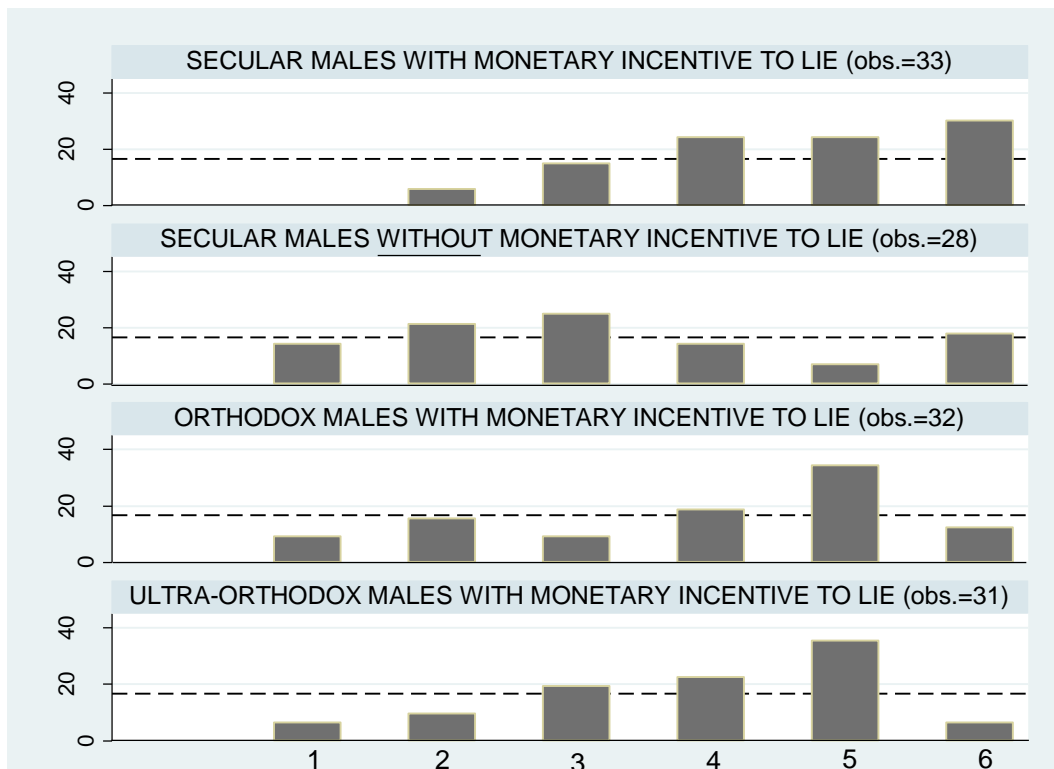 SECULAR MALES WITH MONETARY INCENTIVE TO LIE (obs.=33)
40
20
0
SECULAR MALES WITHOUT MONETARY INCENTIVE TO LIE (obs.=28)
40
20
0
ORTHODOX MALES WITH MONETARY INCENTIVE TO LIE (obs.=32)
40
20
0
ULTRA-ORTHODOX MALES WITH MONETARY INCENTIVE TO LIE (obs.=31)
40
20
0
1 2 3 4 5 6